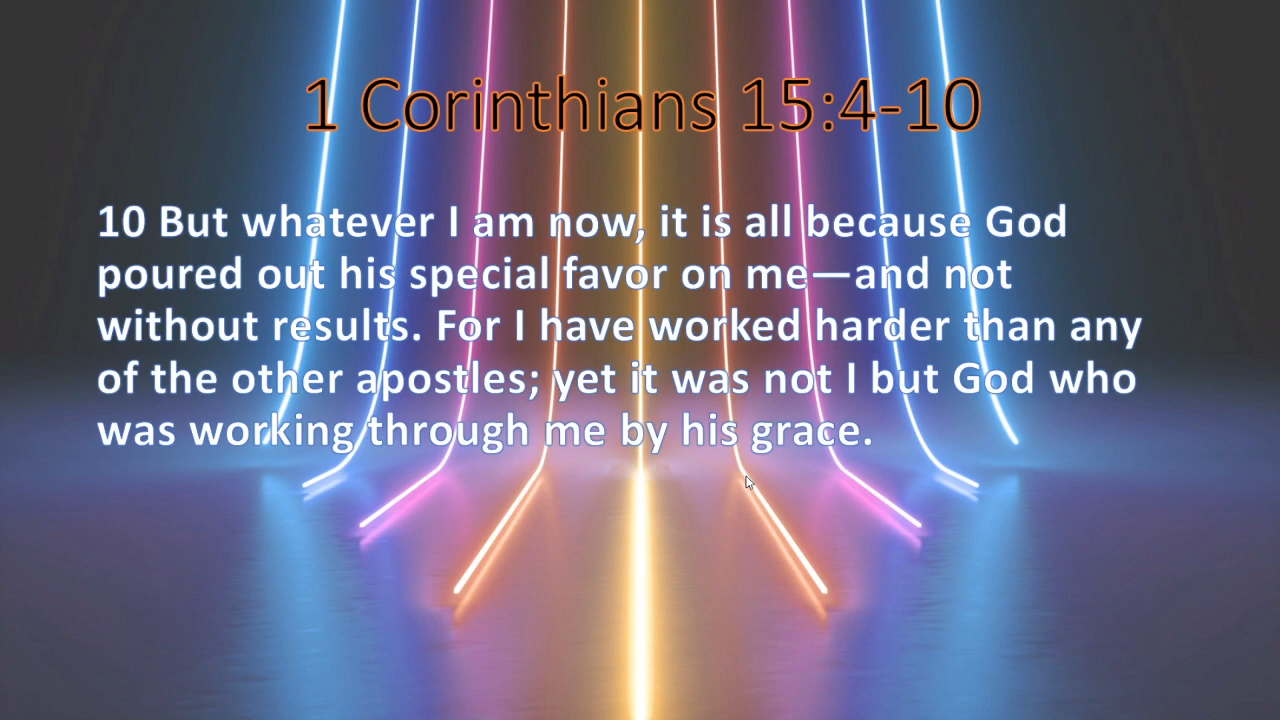 1 Corinthians 15:4-10
10 But whatever I am now, it is all because God
poured out his special favor on me—and not
without results. For I have worked harder than any
of the other apostles; yet it was not I but God who
was working through me by his grace.